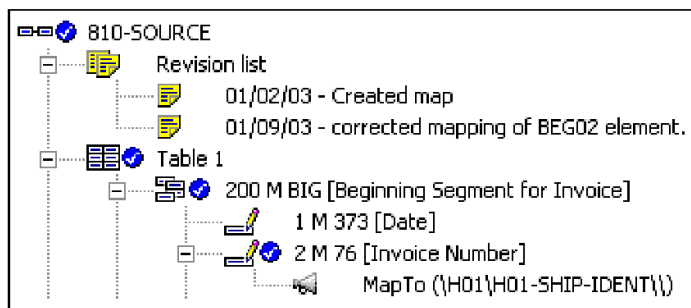 810-SOURCE
Revision list
01/02/03 - Created map
01/09/03 - corrected mapping of BEG02 element.
Table 1
200 M BIG [Beginning Segment for Invoice]
1 M 373 [Date]
2 M 76 [Invoice Number]
MapTo (\H01\H01-SHIP-IDENT\\)